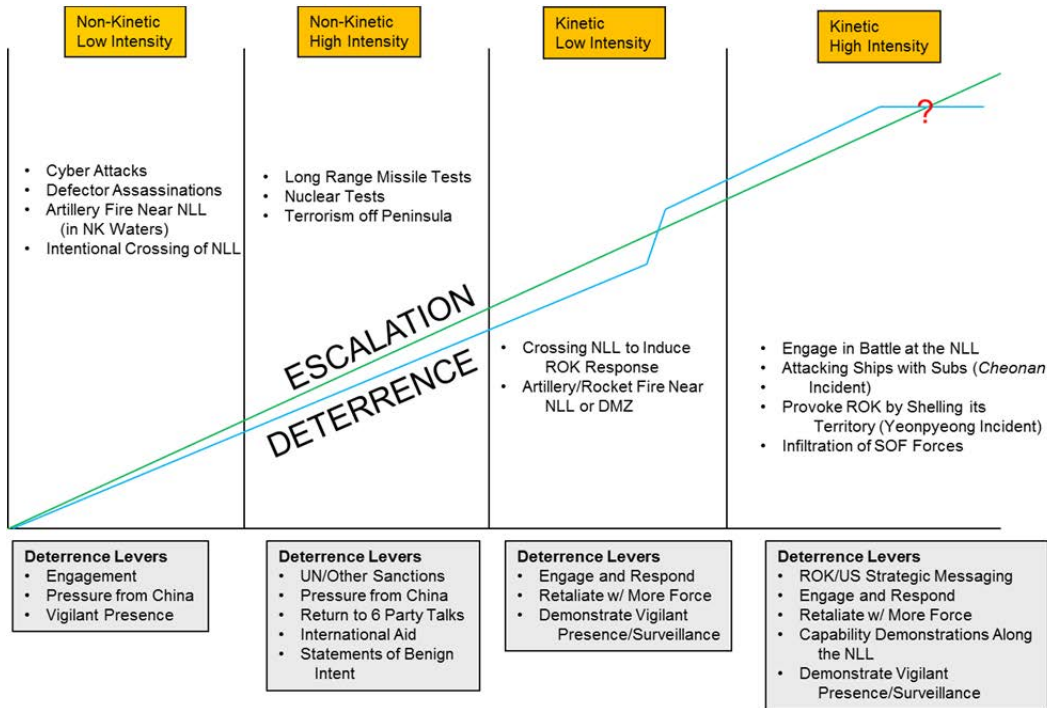 Non-Kinetic
Low Intensity
Non-Kinetic
High Intensity
Kinetic
Low Intensity
Kinetic
High Intensity
• Cyber Attacks
• Defector Assassinations
• Artillery Fire Near NLL
(in NK Waters)
• Intentional Crossing of NLL
• Long Range Missile Tests
• Nuclear Tests
• Terrorism off Peninsula
?
ESCALATION
DETERRENCE
• Crossing NLL to Induce
ROK Response
• Artillery/Rocket Fire Near
NLL or DMZ
• Engage in Battle at the NLL
• Attacking Ships with Subs (Cheonan
• Incident)
• Provoke ROK by Shelling its
Territory (Yeonpyeong Incident)
• Infiltration of SOF Forces
Deterrence Levers
• Engagement
• Pressure from China
• Vigilant Presence
Deterrence Levers
• UN/Other Sanctions
• Pressure from China
• Return to 6 Party Talks
• International Aid
• Statements of Benign
Intent
Deterrence Levers
• Engage and Respond
• Retaliate w/ More Force
• Demonstrate Vigilant
Presence/Surveillance
Deterrence Levers
• ROK/US Strategic Messaging
• Engage and Respond
• Retaliate w/ More Force
• Capability Demonstrations Along
the NLL
• Demonstrate Vigilant
Presence/Surveillance